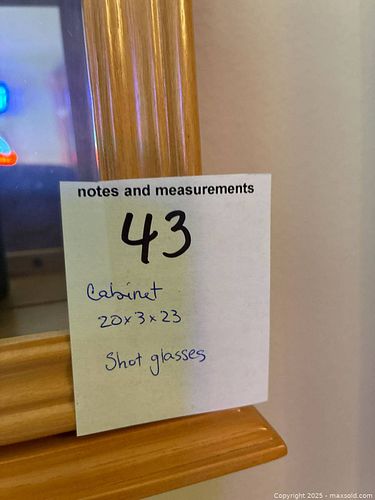 notes and measurements
43
Cabinet
20x3x23
Shot glasses
Copyright 2025 - maxsold.com